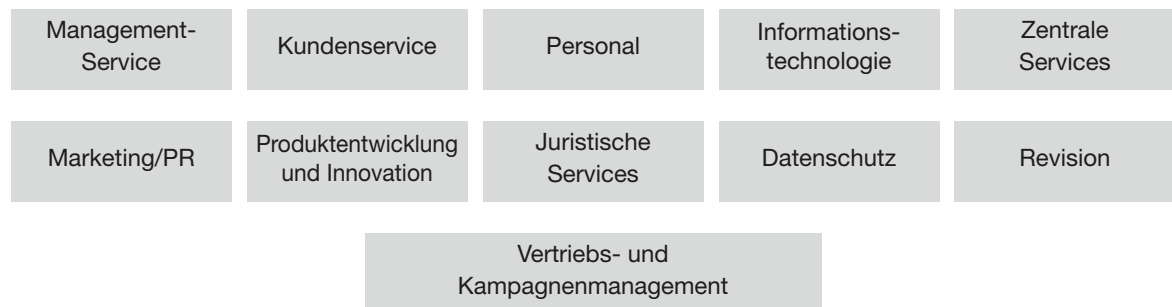 Management-
Service
Kundenservice
Personal
Informations-
technologie
Zentrale
Services
Marketing/PR
Produktentwicklung
und Innovation
Juristische
Services
Datenschutz
Revision
Vertriebs- und
Kampagnenmanagement